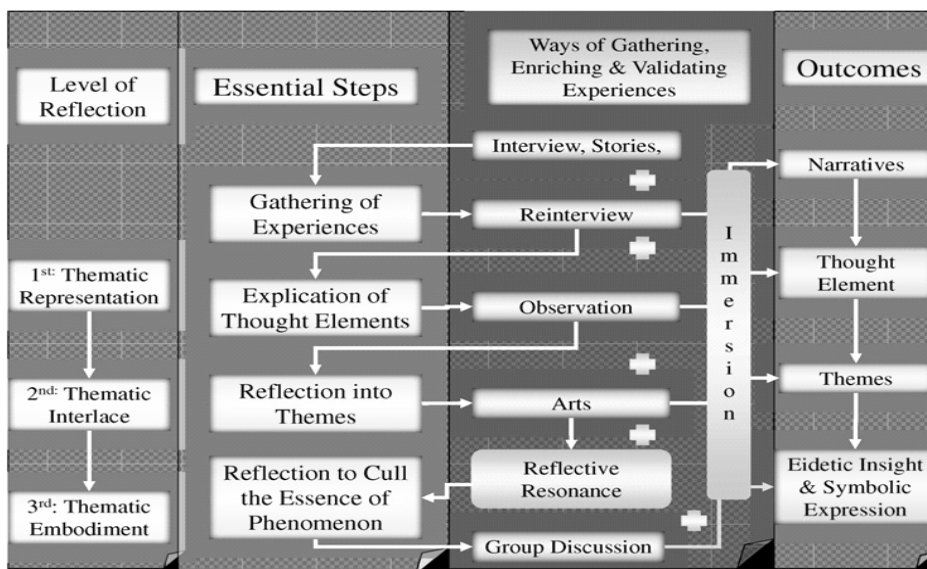 Level of
Reflection
1st: Thematic
Representation
2nd: Thematic
Interlace
3rd: Thematic
Embodiment
Essential Steps
Gathering of
Experiences
Explication of
Thought Elements
Reflection into
Themes
Reflection to Cull
the Essence of
Phenomenon
Ways of Gathering,
Enriching & Validating
Experiences
Interview, Stories,
Reinterview
Observation
Arts
Reflective
Resonance
Group Discussion
I
m
m
e
r
s
i
o
n
Outcomes
Narratives
Thought
Element
Themes
Eidetic Insight
& Symbolic
Expression